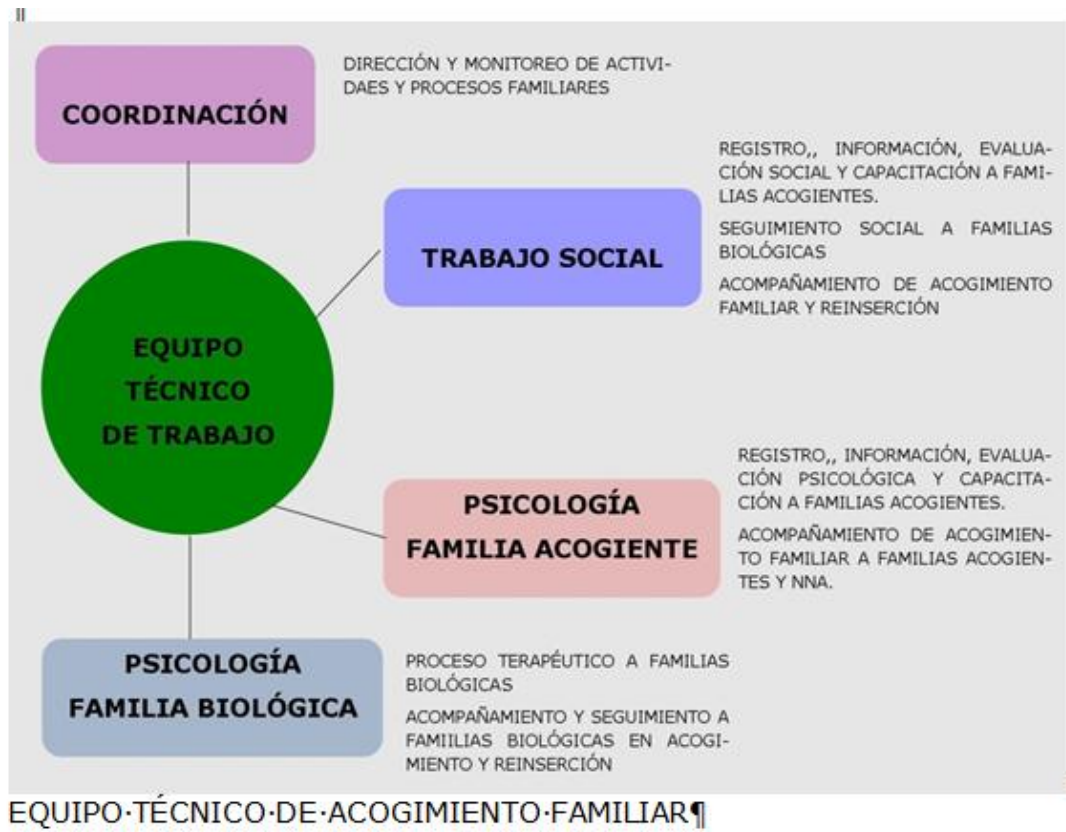 ¶
COORDINACIÓN
DIRECCIÓN Y MONITOREO DE ACTIVI-
DAES Y PROCESOS FAMILIARES
TRABAJO SOCIAL
REGISTRO,, INFORMACIÓN, EVALUA-
CIÓN SOCIAL Y CAPACITACIÓN A FAMI-
LIAS ACOGIENTES.
SEGUIMIENTO SOCIAL A FAMILIAS
BIOLÓGICAS
ACOMPAÑAMIENTO DE ACOGIMIENTO
FAMILIAR Y REINSERCIÓN
EQUIPO
TÉCNICO
DE TRABAJO
PSICOLOGÍA
FAMILIA ACOGIENTE
REGISTRO,, INFORMACIÓN, EVALUA-
CIÓN PSICOLÓGICA Y CAPACITA-
CIÓN A FAMILIAS ACOGIENTES.
ACOMPAÑAMIENTO DE ACOGIMIEN-
TO FAMILIAR A FAMILIAS ACOGIEN-
TES Y NNA.
PSICOLOGÍA
FAMILIA BIOLÓGICA
PROCESO TERAPÉUTICO A FAMILIAS
BIOLÓGICAS
ACOMPAÑAMIENTO Y SEGUIMIENTO A
FAMIILIAS BIOLÓGICAS EN ACOGI-
MIENTO Y REINSERCIÓN
EQUIPO·TÉCNICO·DE·ACOGIMIENTO·FAMILIAR¶